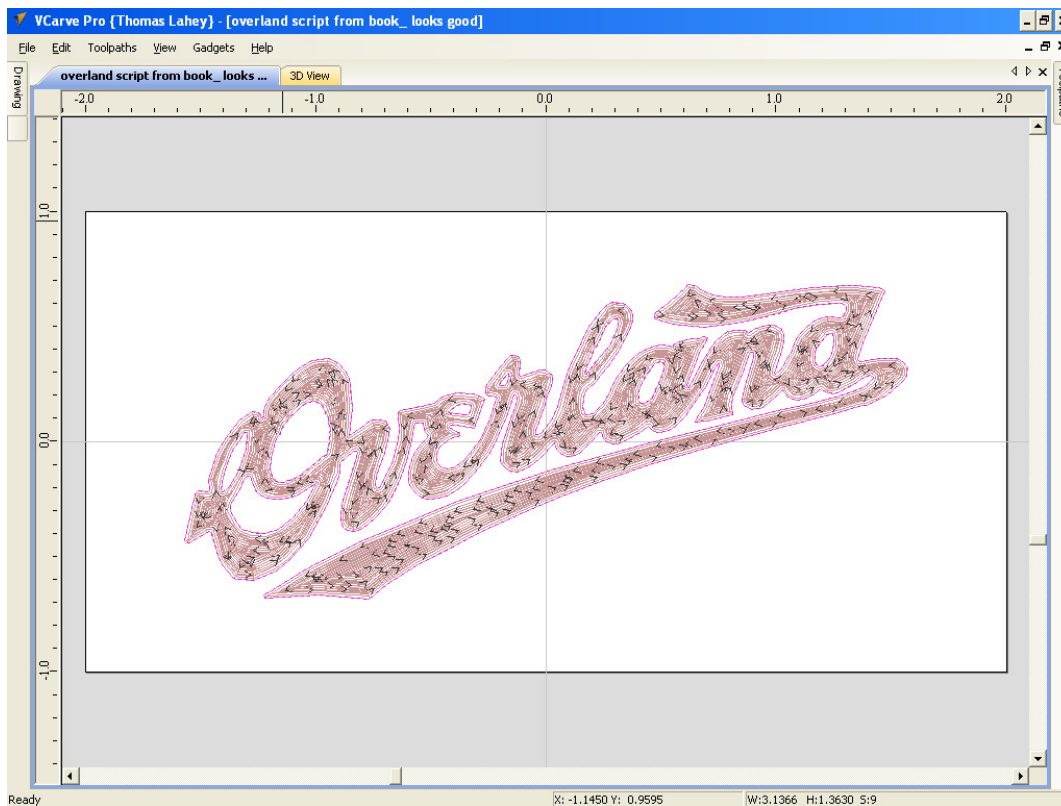 VCarve Pro {Thomas Lahey} - [overland script from book_ looks good]
File Edit Toolpaths View Gadgets Help
Drawing
overland script from book_ looks ... 3D View
-2.0 -1.0 0.0 1.0 2.0
1.0
Overland
0.0
-1.0
Ready X: -1.1450 Y: 0.9595 W:3.1366 H:1.3630 S:9